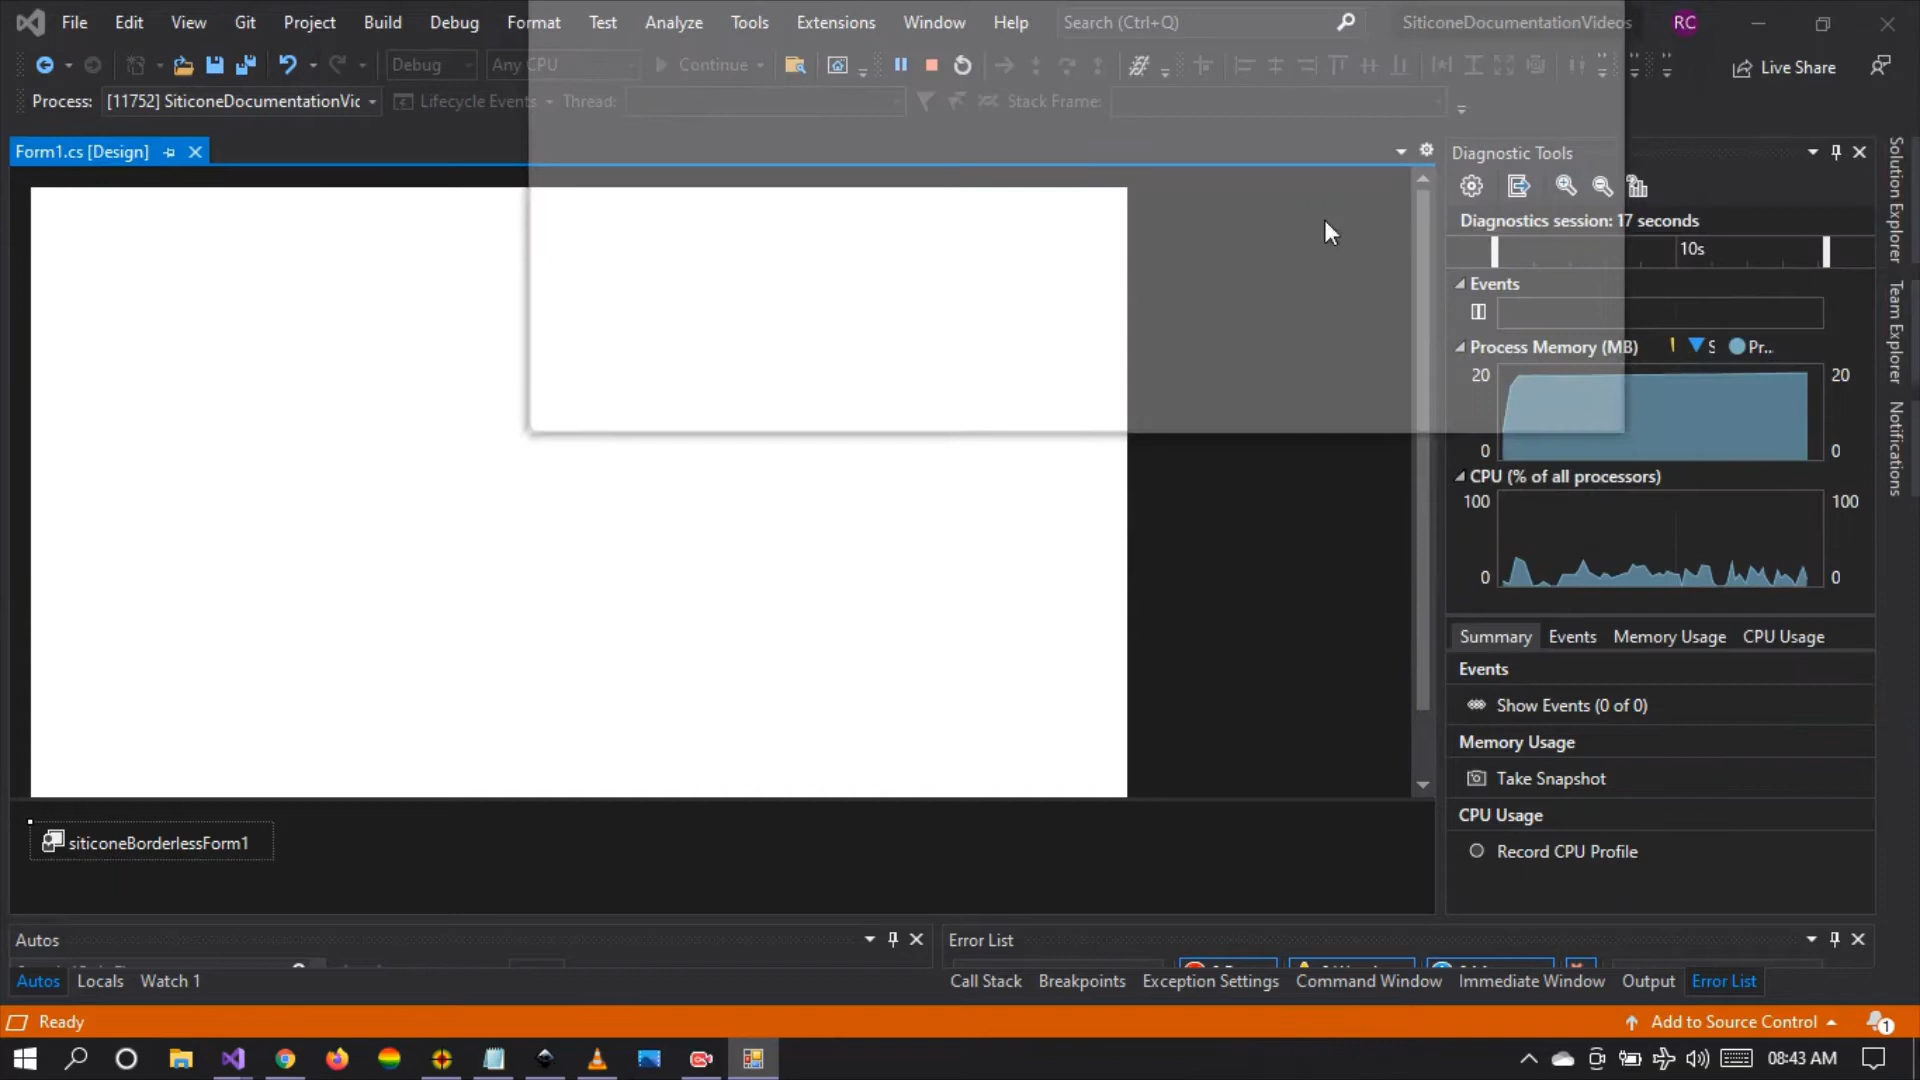 File Edit View Git Project Build Debug Format Test Analyze Tools Extensions Window Help Search (Ctrl+Q) SiticoneDocumentationVideos RC
Debug Any CPU Continue Live Share
Process: [11752] SiticoneDocumentationVic Lifecycle Events Thread: Stack Frame:
Form1.cs [Design]
Diagnostic Tools
Diagnostics session: 17 seconds
10s
Events
Process Memory (MB) S Pr...
20 20
0 0
CPU (% of all processors)
100 100
0 0
Summary Events Memory Usage CPU Usage
Events
Show Events (0 of 0)
Memory Usage
Take Snapshot
CPU Usage
Record CPU Profile
Solution Explorer
Team Explorer
Notifications
siticoneBorderlessForm1
Autos
Error List
Autos Locals Watch 1
Call Stack Breakpoints Exception Settings Command Window Immediate Window Output Error List
Ready
Add to Source Control 1
08:43 AM